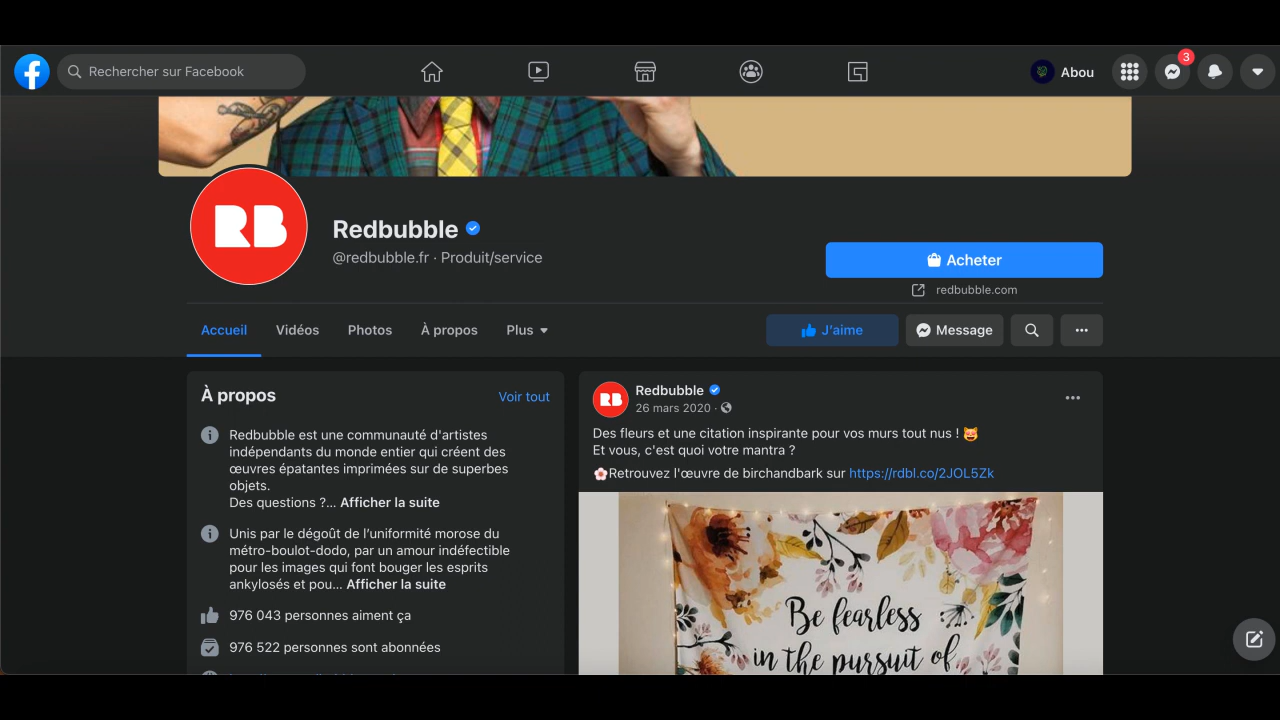 Rechercher sur Facebook
Abou
3
RB
Redbubble
@redbubble.fr · Produit/service
Acheter
redbubble.com
Accueil
Vidéos
Photos
À propos
Plus
J'aime
Message
À propos
Voir tout
Redbubble est une communauté d'artistes
indépendants du monde entier qui créent des
œuvres épatantes imprimées sur de superbes
objets.
Des questions ?... Afficher la suite
Unis par le dégoût de l’uniformité morose du
métro-boulot-dodo, par un amour indéfectible
pour les images qui font bouger les esprits
ankylosés et pou... Afficher la suite
976 043 personnes aiment ça
976 522 personnes sont abonnées
RB
Redbubble
26 mars 2020 ·
Des fleurs et une citation inspirante pour vos murs tout nus ! 😻
Et vous, c'est quoi votre mantra ?
🌸Retrouvez l'œuvre de birchandbark sur https://rdbl.co/2JOL5Zk
Be fearless
in the pursuit of